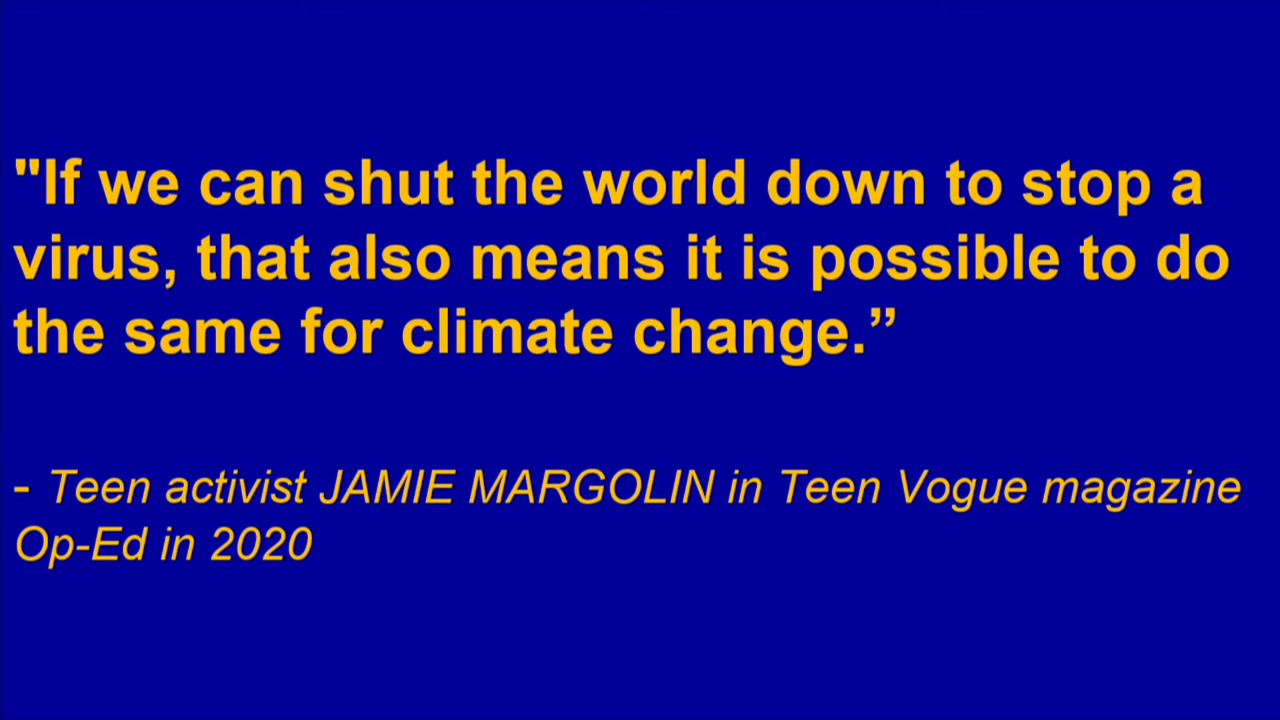 "If we can shut the world down to stop a
virus, that also means it is possible to do
the same for climate change.”
- Teen activist JAMIE MARGOLIN in Teen Vogue magazine
Op-Ed in 2020